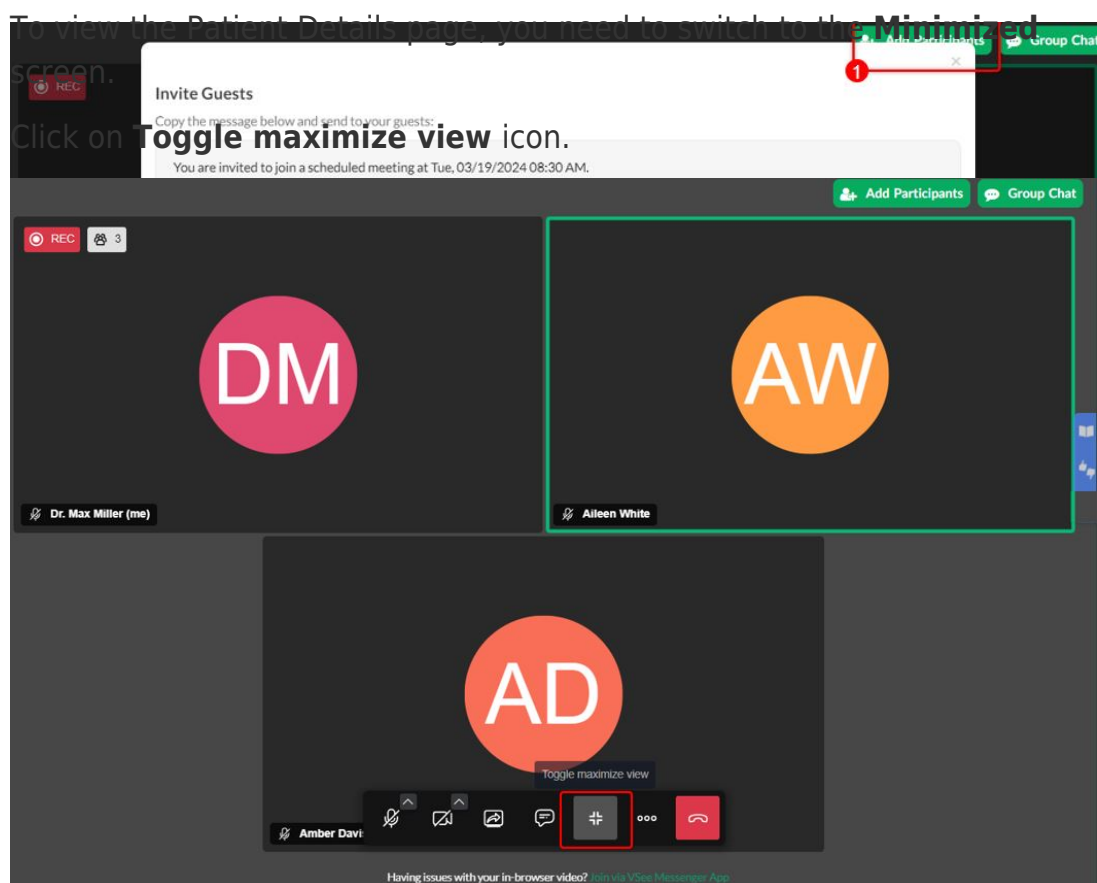 To view the Patient Details page, you need to switch to the Minimized
Add Participants Group Chat
screen.
1
×
REC
Invite Guests
Copy the message below and send to your guests:
Click on Toggle maximize view icon.
You are invited to join a scheduled meeting at Tue, 03/19/2024 08:30 AM.
Add Participants Group Chat
REC 3
DM
AW
Dr. Max Miller (me)
Aileen White
AD
Toggle maximize view
Amber Davi
Having issues with your in-browser video? Join via VSee Messenger App